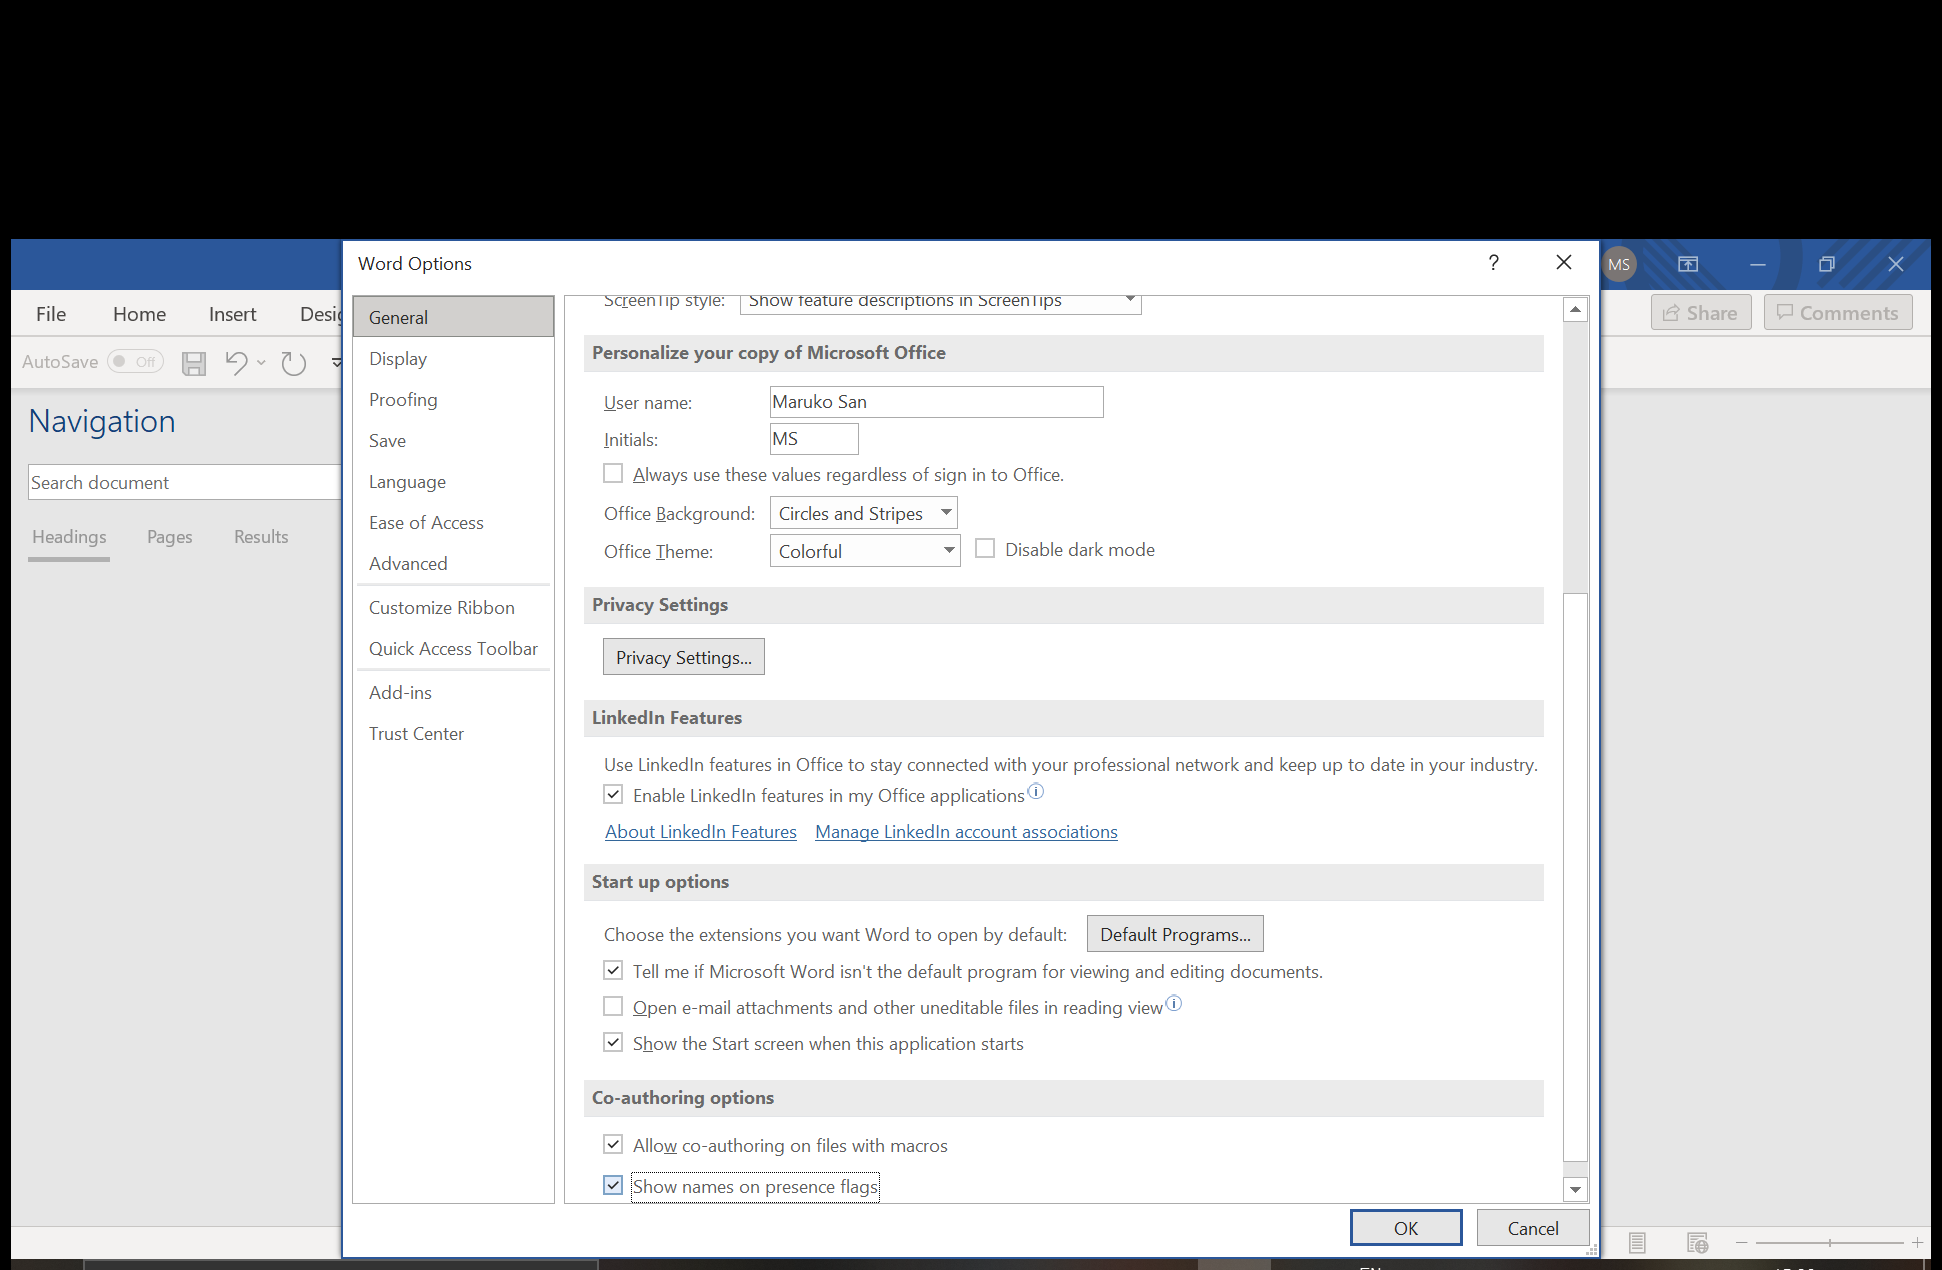 Word Options
?
MS
File Home Insert
Share Comments
AutoSave Off
Navigation
Search document
Headings Pages Results
General
Display
Proofing
Save
Language
Ease of Access
Advanced
Customize Ribbon
Quick Access Toolbar
Add-ins
Trust Center
ScreenTip style: Show feature descriptions in ScreenTips
Personalize your copy of Microsoft Office
User name: Maruko San
Initials: MS
Always use these values regardless of sign in to Office.
Office Background: Circles and Stripes
Office Theme: Colorful Disable dark mode
Privacy Settings
Privacy Settings...
LinkedIn Features
Use LinkedIn features in Office to stay connected with your professional network and keep up to date in your industry.
Enable LinkedIn features in my Office applications
About LinkedIn Features Manage LinkedIn account associations
Start up options
Choose the extensions you want Word to open by default: Default Programs...
Tell me if Microsoft Word isn't the default program for viewing and editing documents.
Open e-mail attachments and other uneditable files in reading view
Show the Start screen when this application starts
Co-authoring options
Allow co-authoring on files with macros
Show names on presence flags
OK Cancel